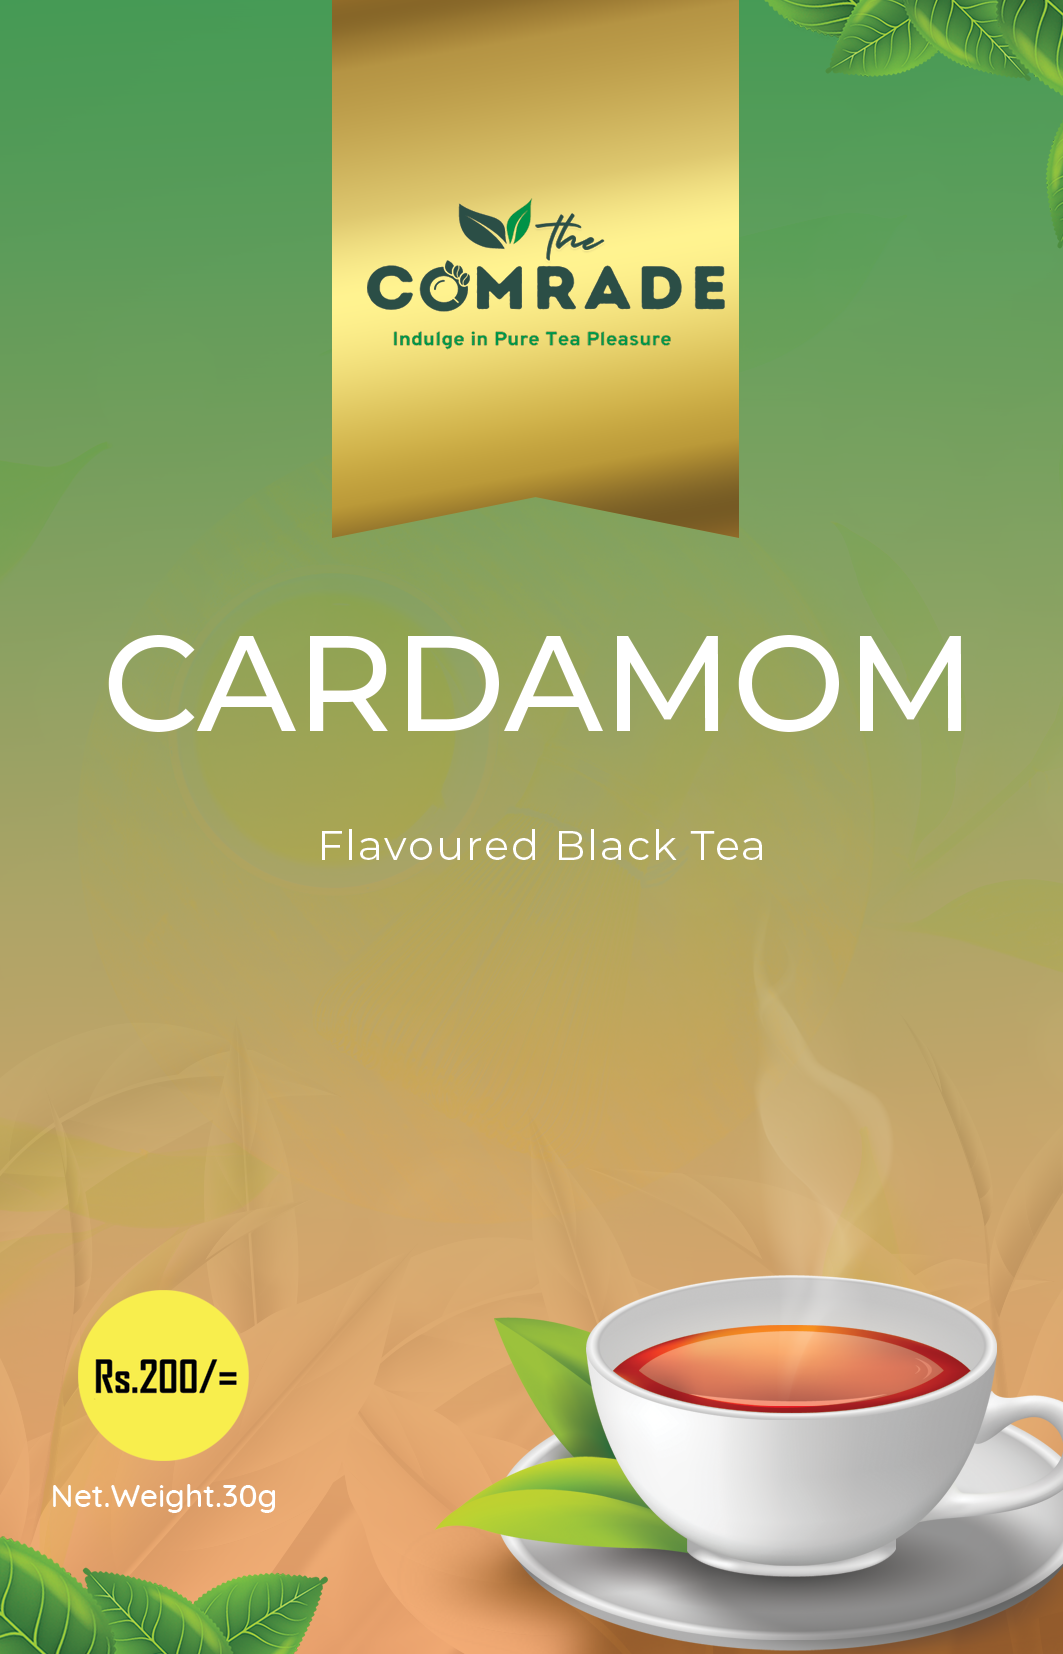 the
COMRADE
Indulge in Pure Tea Pleasure
CARDAMOM
Flavoured Black Tea
Rs.200/=
Net.Weight.30g